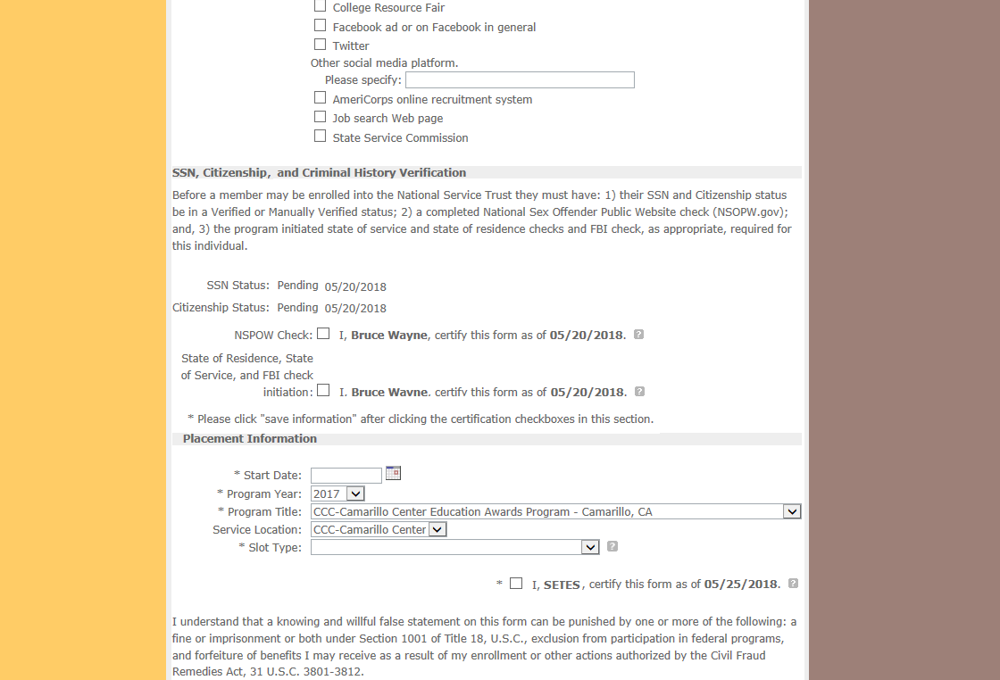 College Resource Fair
Facebook ad or on Facebook in general
Twitter
Other social media platform.
Please specify:
AmeriCorps online recruitment system
Job search Web page
State Service Commission
SSN, Citizenship, and Criminal History Verification
Before a member may be enrolled into the National Service Trust they must have: 1) their SSN and Citizenship status
be in a Verified or Manually Verified status; 2) a completed National Sex Offender Public Website check (NSOPW.gov);
and, 3) the program initiated state of service and state of residence checks and FBI check, as appropriate, required for
this individual.
SSN Status: Pending 05/20/2018
Citizenship Status: Pending 05/20/2018
NSPOW Check: I, Bruce Wayne, certify this form as of 05/20/2018. ?
State of Residence, State
of Service, and FBI check
initiation: I. Bruce Wayne. certify this form as of 05/20/2018. ?
* Please click "save information" after clicking the certification checkboxes in this section.
Placement Information
* Start Date:
* Program Year: 2017
* Program Title: CCC-Camarillo Center Education Awards Program - Camarillo, CA
Service Location: CCC-Camarillo Center
* Slot Type: ?
* I, SETES, certify this form as of 05/25/2018. ?
I understand that a knowing and willful false statement on this form can be punished by one or more of the following: a
fine or imprisonment or both under Section 1001 of Title 18, U.S.C., exclusion from participation in federal programs,
and forfeiture of benefits I may receive as a result of my enrollment or other actions authorized by the Civil Fraud
Remedies Act, 31 U.S.C. 3801-3812.